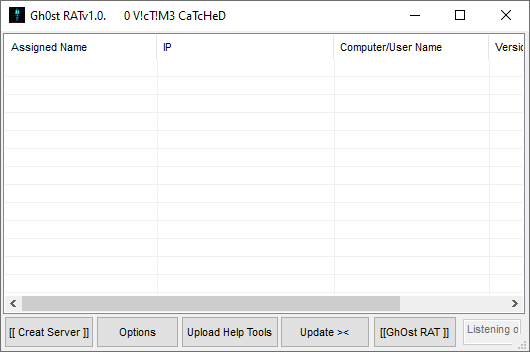 Gh0st RATv1.0. 0 V!cT!M3 CaTcHeD
Assigned Name IP Computer/User Name Versic
[[ Creat Server ]] Options Upload Help Tools Update >< [[GhOst RAT ]] Listening o